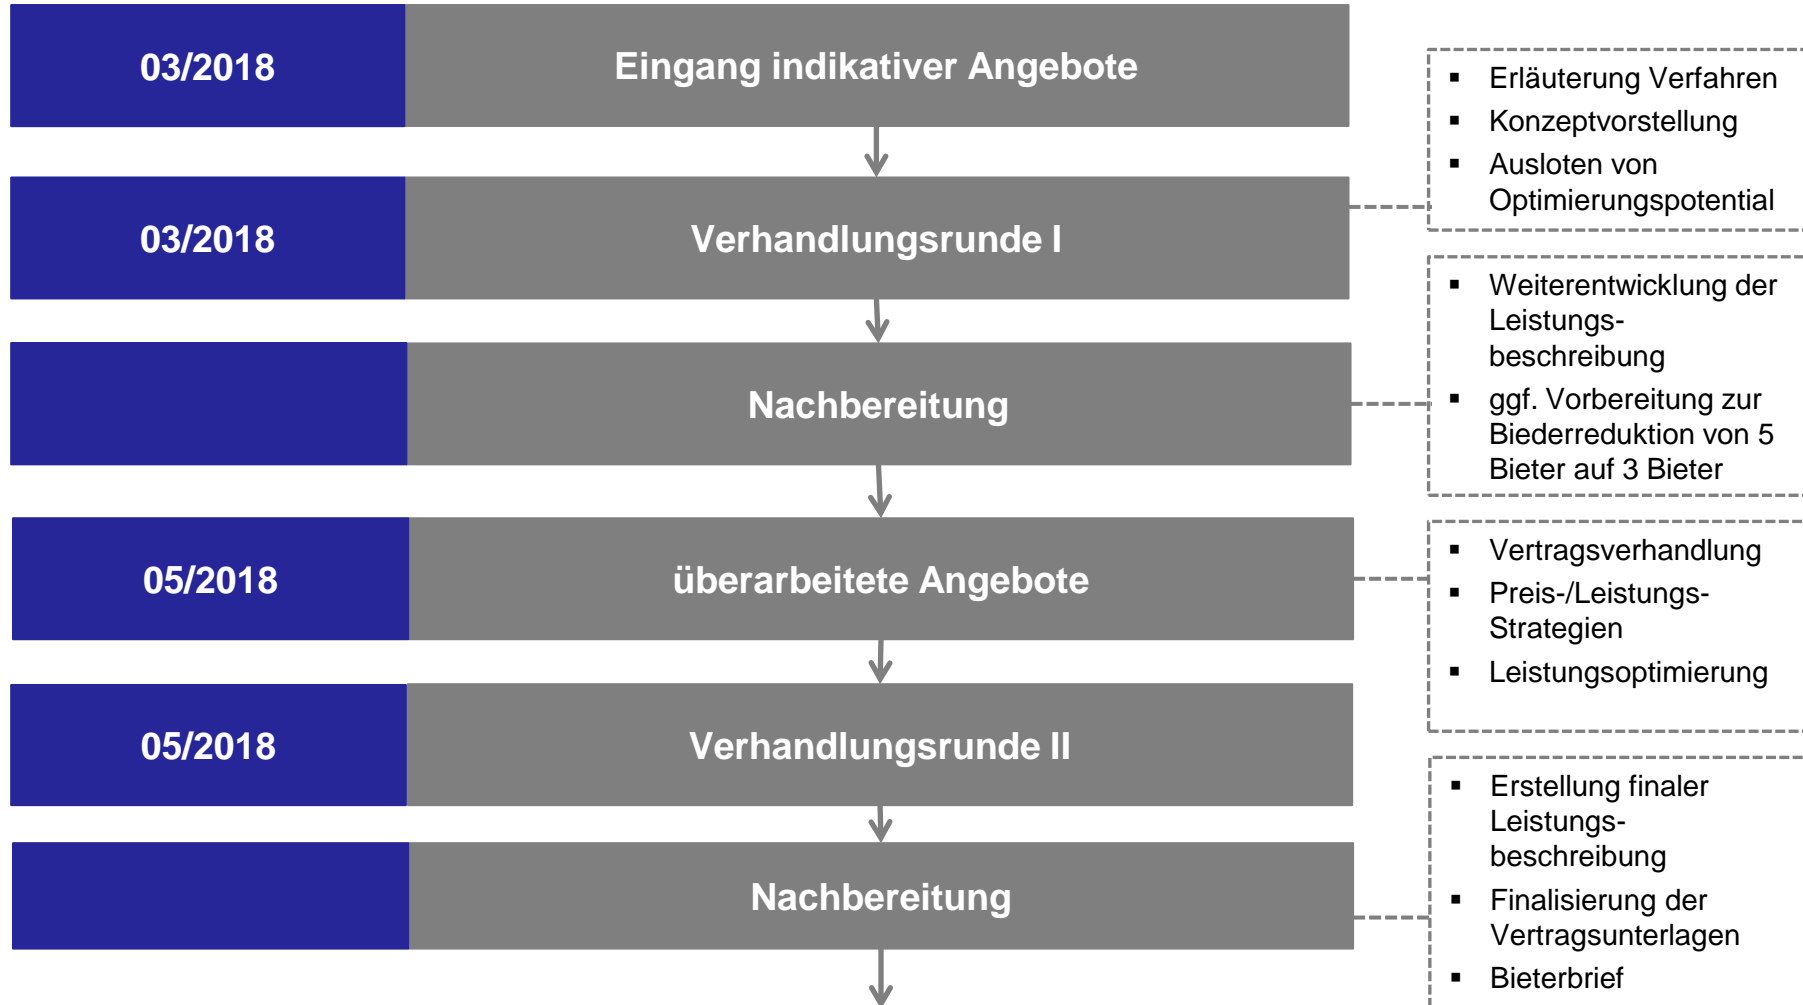 03/2018
Eingang indikativer Angebote
▪ Erläuterung Verfahren
▪ Konzeptvorstellung
▪ Ausloten von
Optimierungspotential
03/2018
Verhandlungsrunde I
▪ Weiterentwicklung der
Leistungs-
beschreibung
▪ ggf. Vorbereitung zur
Biederreduktion von 5
Bieter auf 3 Bieter
Nachbereitung
05/2018
überarbeitete Angebote
▪ Vertragsverhandlung
▪ Preis-/Leistungs-
Strategien
▪ Leistungsoptimierung
05/2018
Verhandlungsrunde II
▪ Erstellung finaler
Leistungs-
beschreibung
▪ Finalisierung der
Vertragsunterlagen
▪ Bieterbrief
Nachbereitung